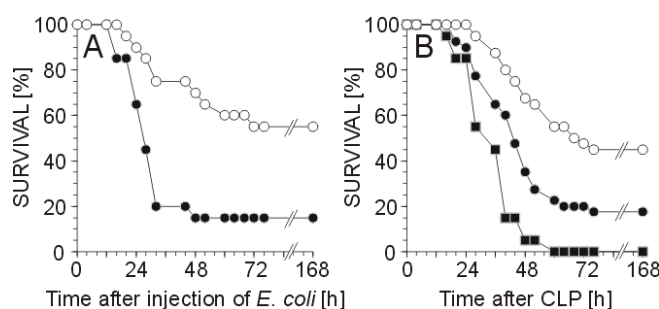 A
B
SURVIVAL [%]
100
80
60
40
20
0
0 24 48 72 168
Time after injection of E. coli [h]
SURVIVAL [%]
100
80
60
40
20
0
0 24 48 72 168
Time after CLP [h]